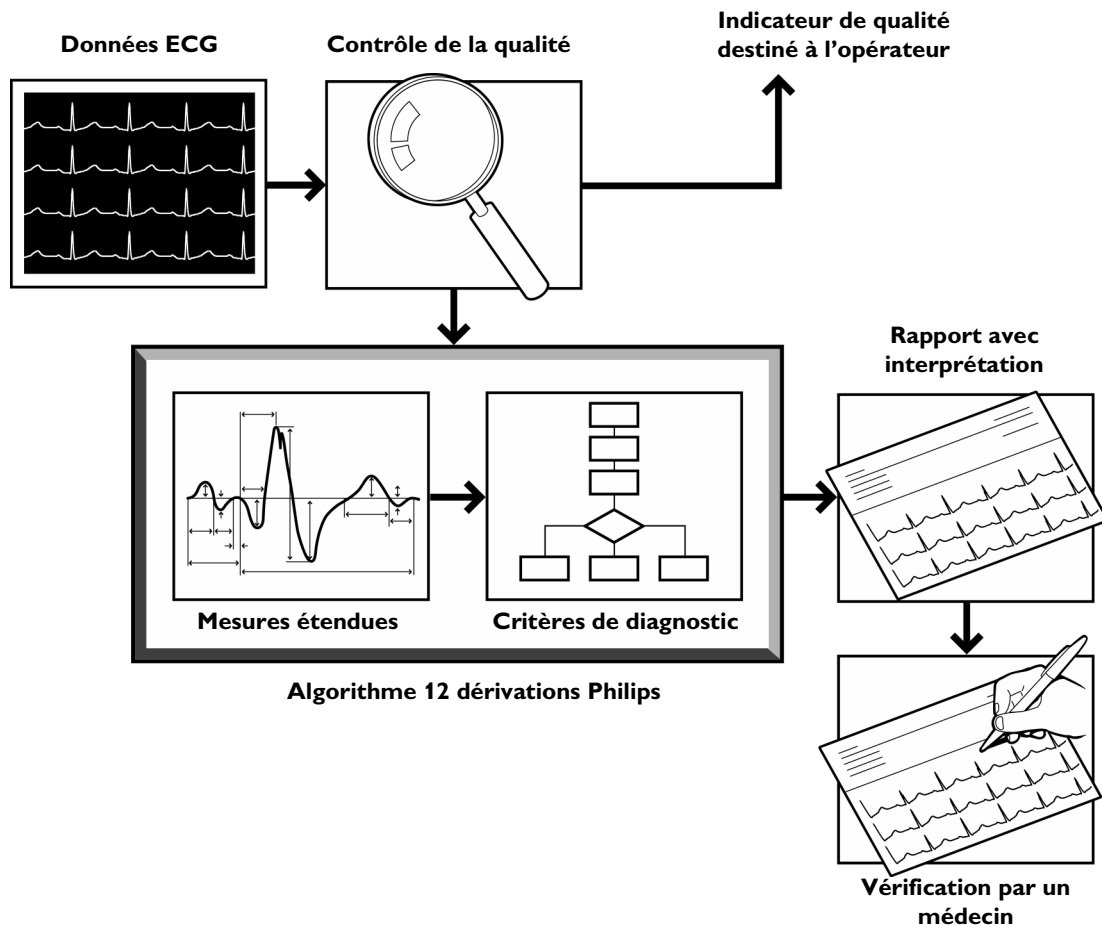 Données ECG
Contrôle de la qualité
Indicateur de qualité
destiné à l’opérateur
Rapport avec
interprétation
Mesures étendues
Critères de diagnostic
Algorithme 12 dérivations Philips
Vérification par un
médecin